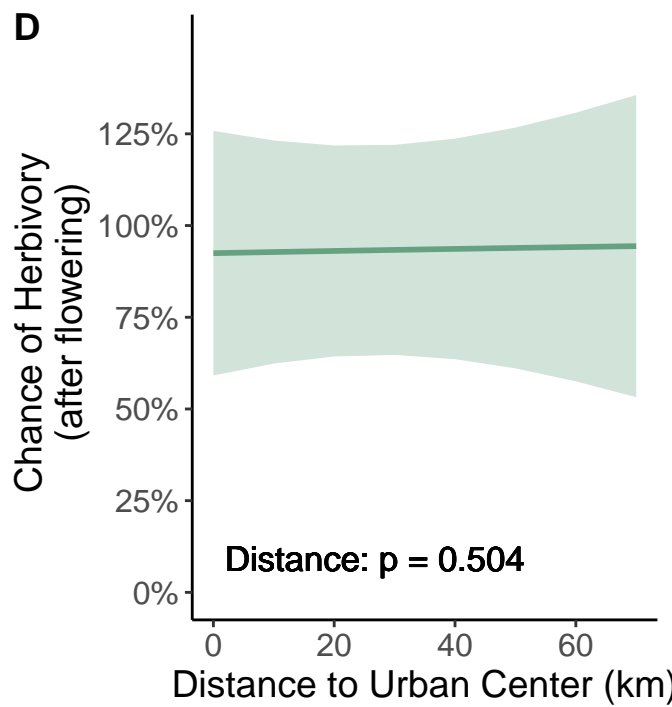 D
Chance of Herbivory
(after flowering)
125%
100%
75%
50%
25%
0%
Distance: p = 0.504
0 20 40 60
Distance to Urban Center (km)